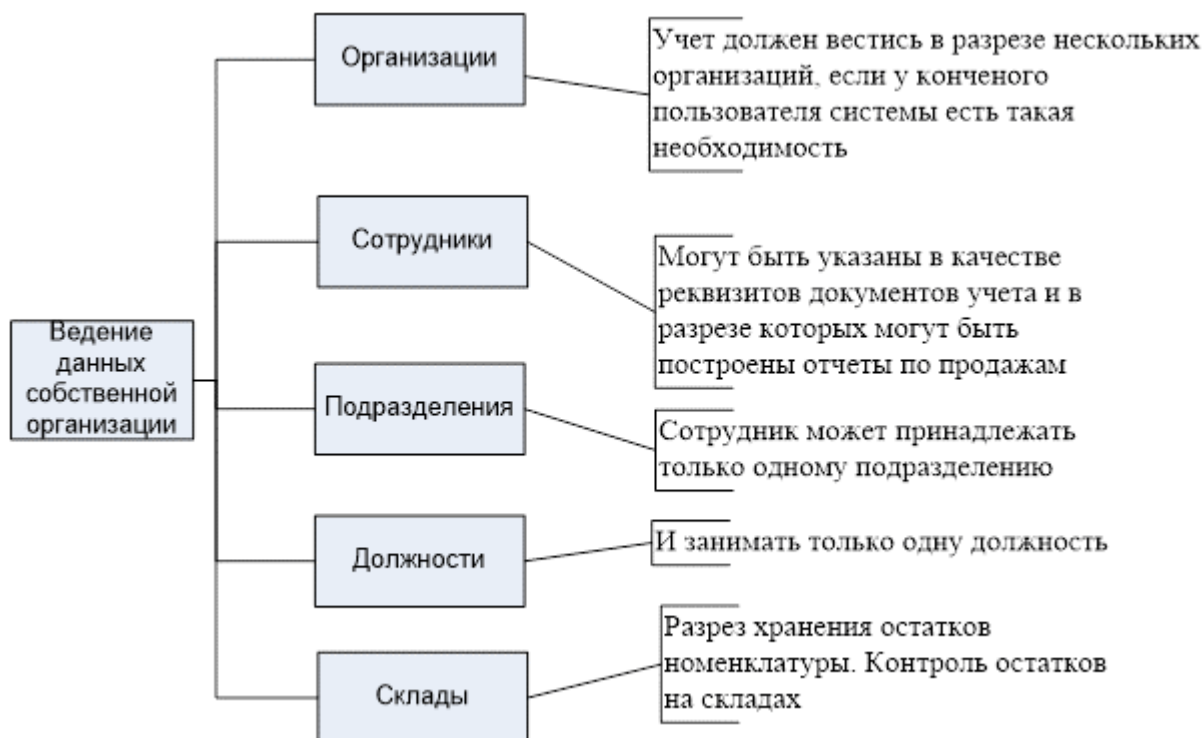 Организации
Учет должен вестись в разрезе нескольких
организаций, если у конченого
пользователя системы есть такая
необходимость
Сотрудники
Могут быть указаны в качестве
реквизитов документов учета и в
разрезе которых могут быть
построены отчеты по продажам
Ведение
данных
собственной
организации
Подразделения
Сотрудник может принадлежать
только одному подразделению
Должности
И занимать только одну должность
Склады
Разрез хранения остатков
номенклатуры. Контроль остатков
на складах